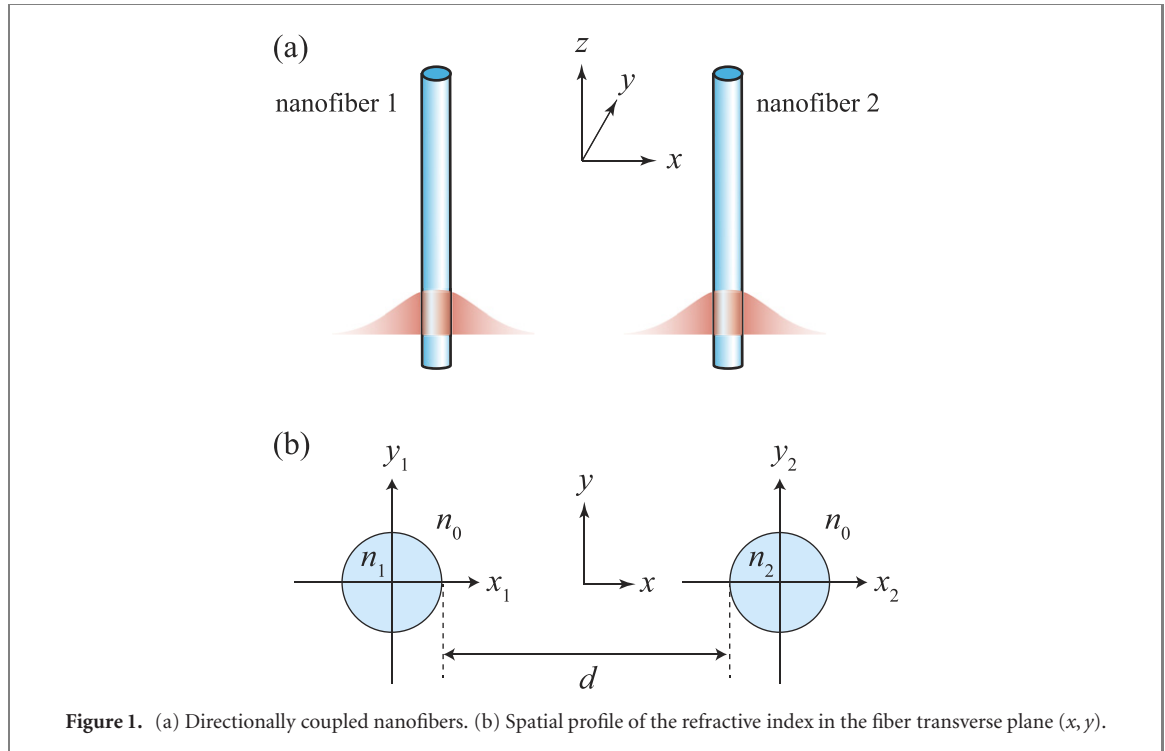 (a)
z
y
x
nanofiber 1
nanofiber 2
(b)
y₁
y
y₂
n₀
n₀
n₁
n₂
x₁
x
x₂
d
Figure 1. (a) Directionally coupled nanofibers. (b) Spatial profile of the refractive index in the fiber transverse plane (x, y).